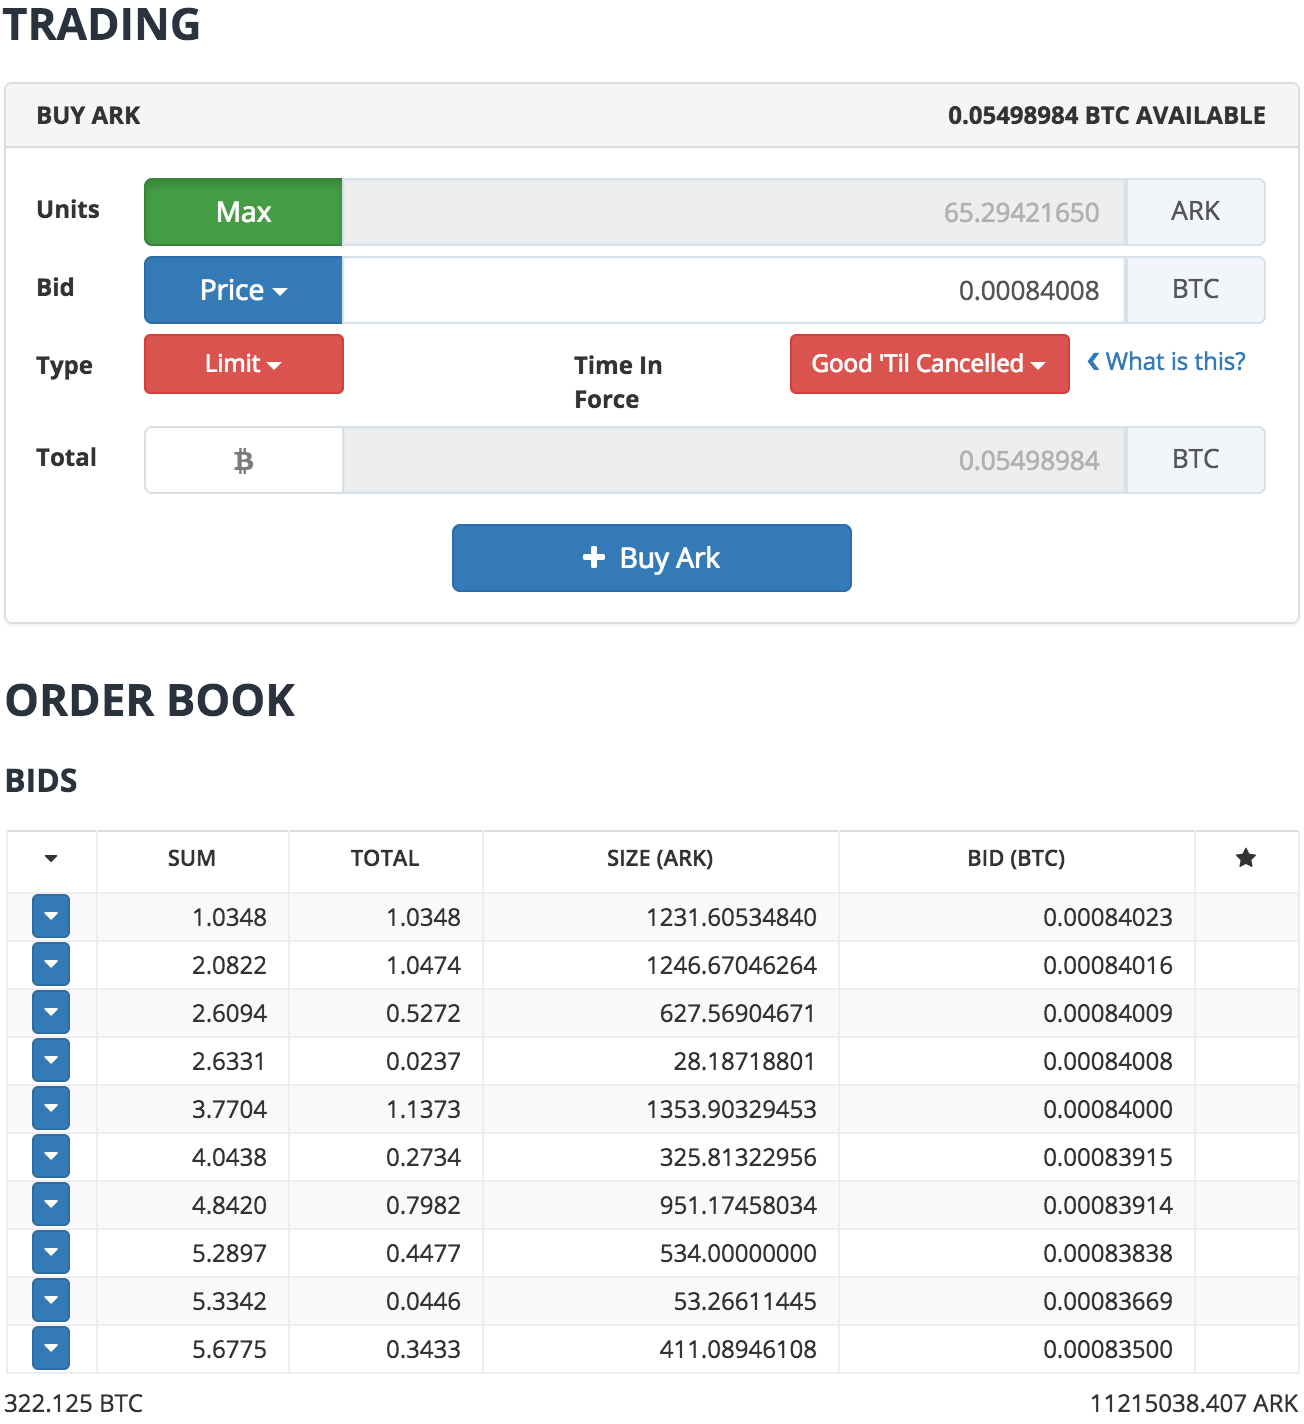 TRADING
BUY ARK 0.05498984 BTC AVAILABLE
Units Max 65.29421650 ARK
Bid Price 0.00084008 BTC
Type Limit Time In Force Good 'Til Cancelled What is this?
Total 0.05498984 BTC
Buy Ark
ORDER BOOK
BIDS
SUM TOTAL SIZE (ARK) BID (BTC)
1.0348 1.0348 1231.60534840 0.00084023
2.0822 1.0474 1246.67046264 0.00084016
2.6094 0.5272 627.56904671 0.00084009
2.6331 0.0237 28.18718801 0.00084008
3.7704 1.1373 1353.90329453 0.00084000
4.0438 0.2734 325.81322956 0.00083915
4.8420 0.7982 951.17458034 0.00083914
5.2897 0.4477 534.00000000 0.00083838
5.3342 0.0446 53.26611445 0.00083669
5.6775 0.3433 411.08946108 0.00083500
322.125 BTC 11215038.407 ARK